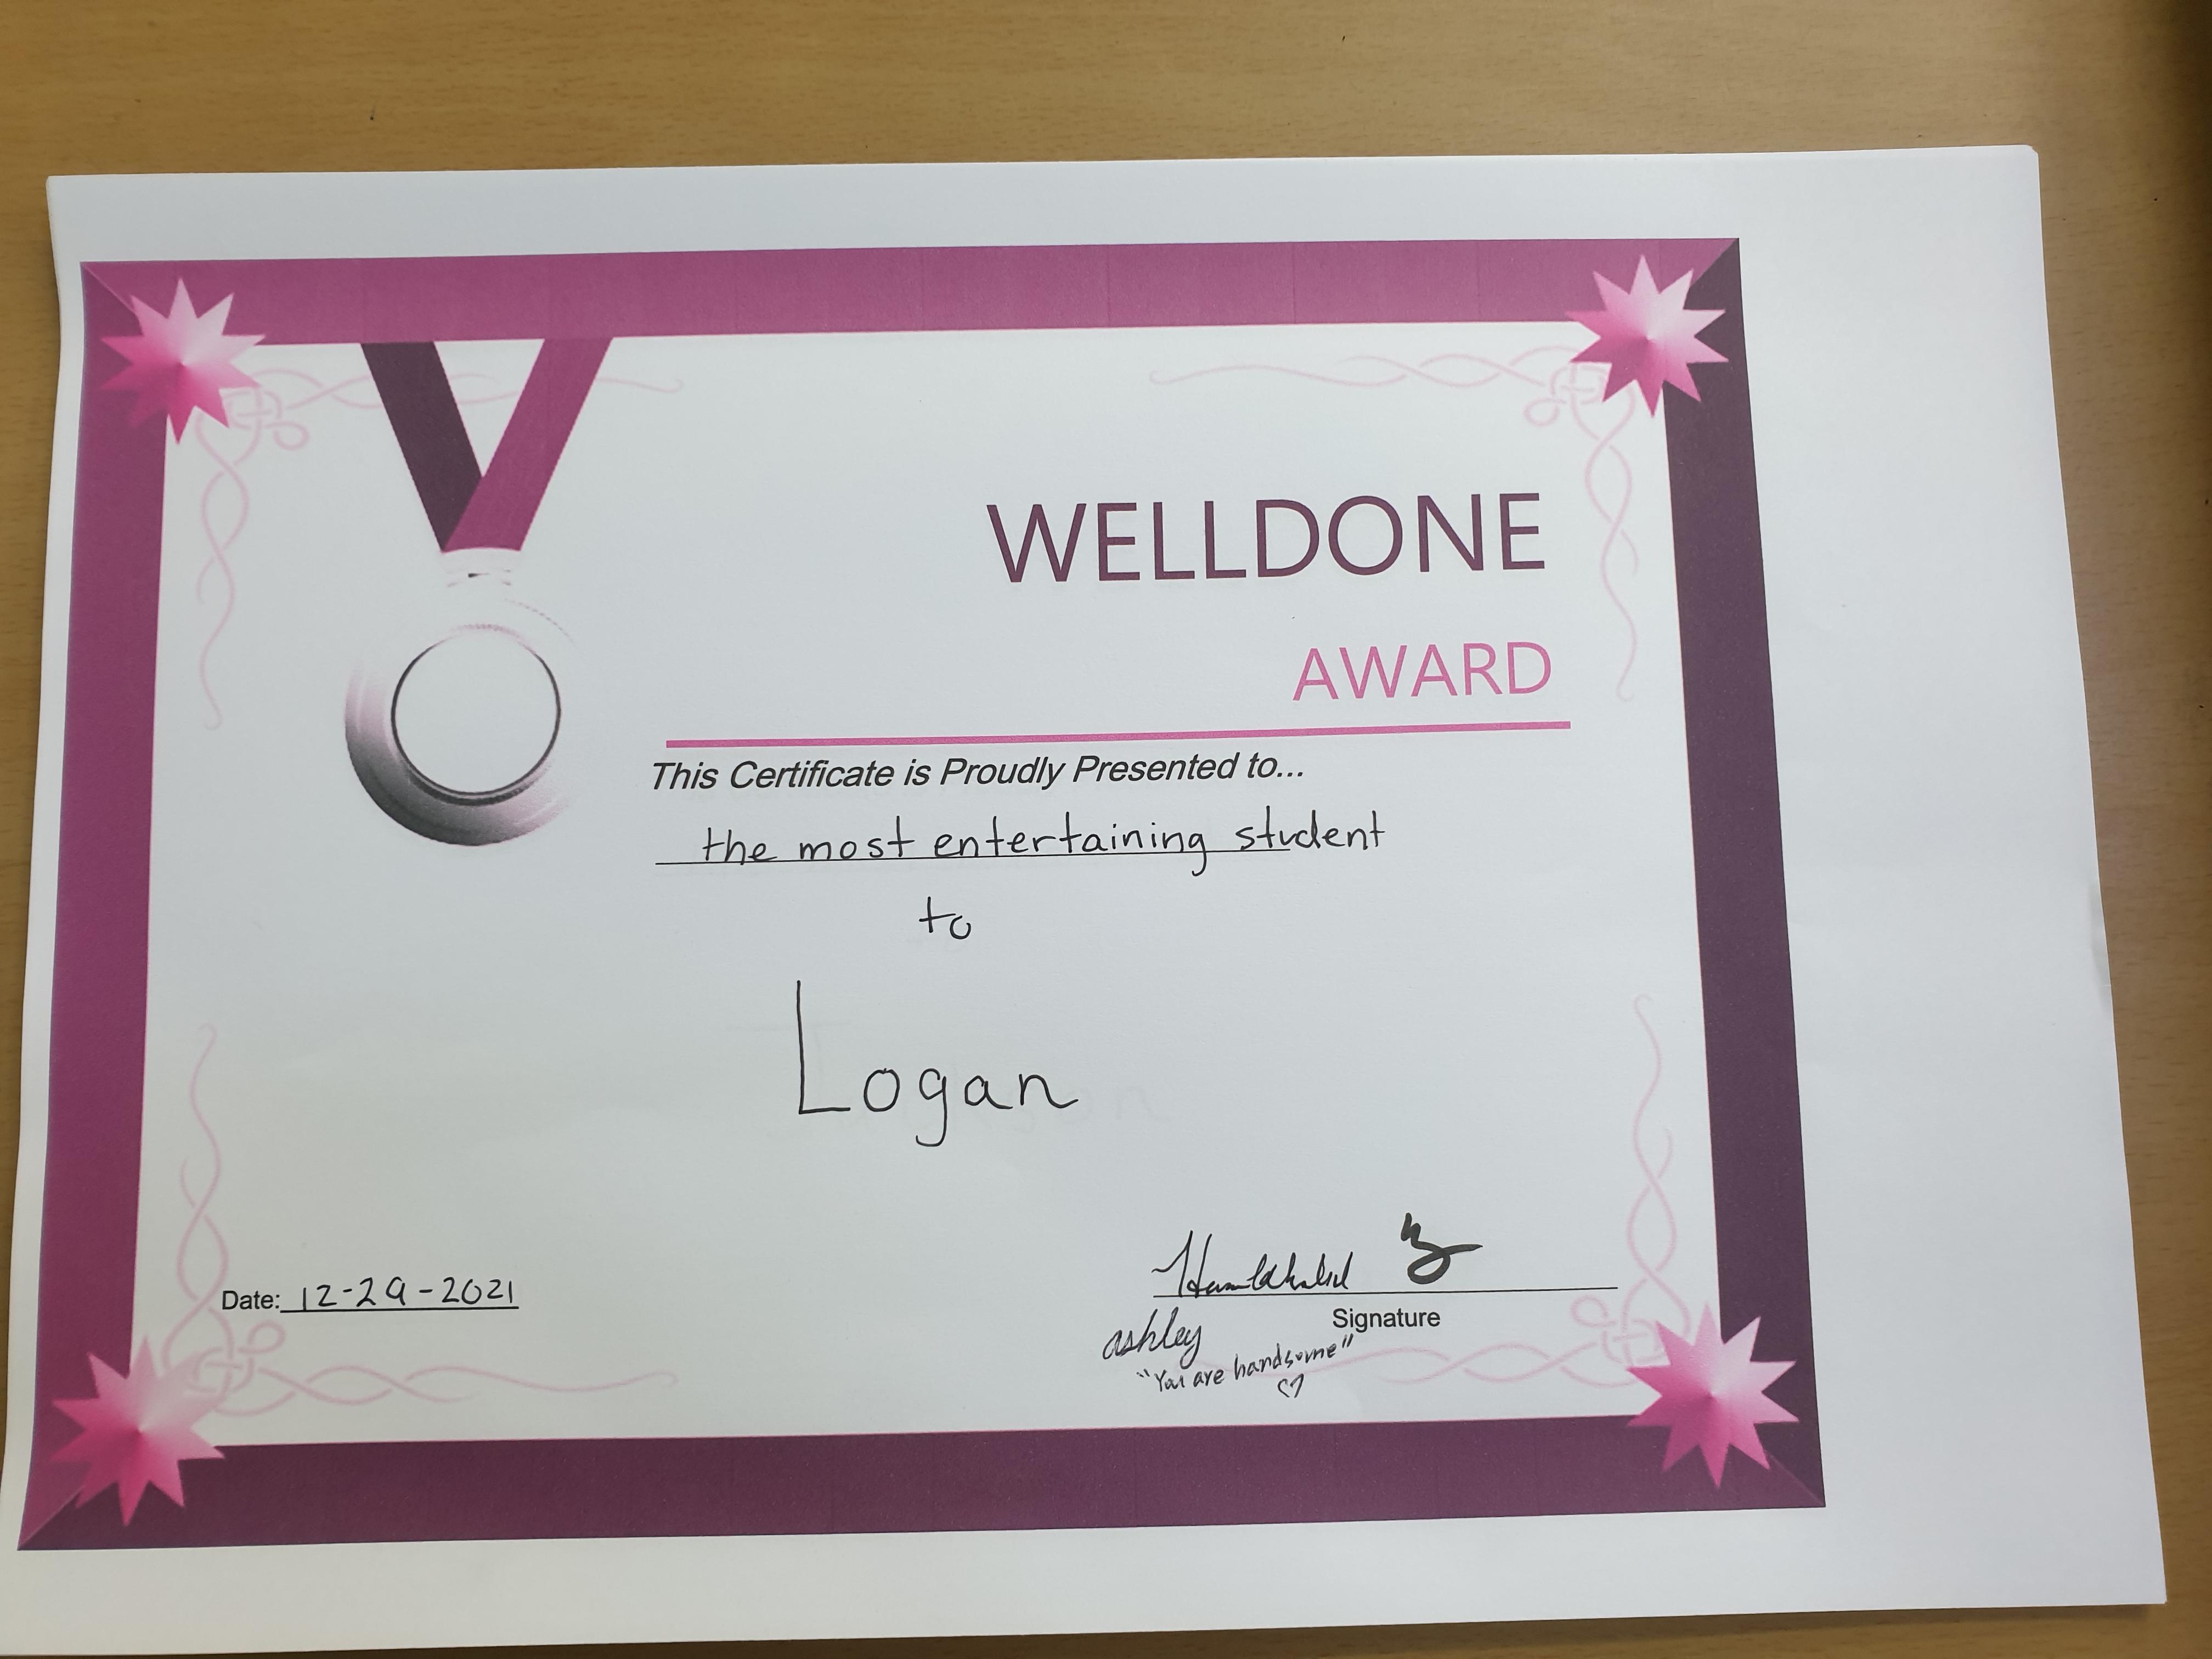 WELLDONE
AWARD
This Certificate is Proudly Presented to...
the most entertaining student
to
Logan
Date: 12-29-2021
Signature
ashley
"You are handsome"